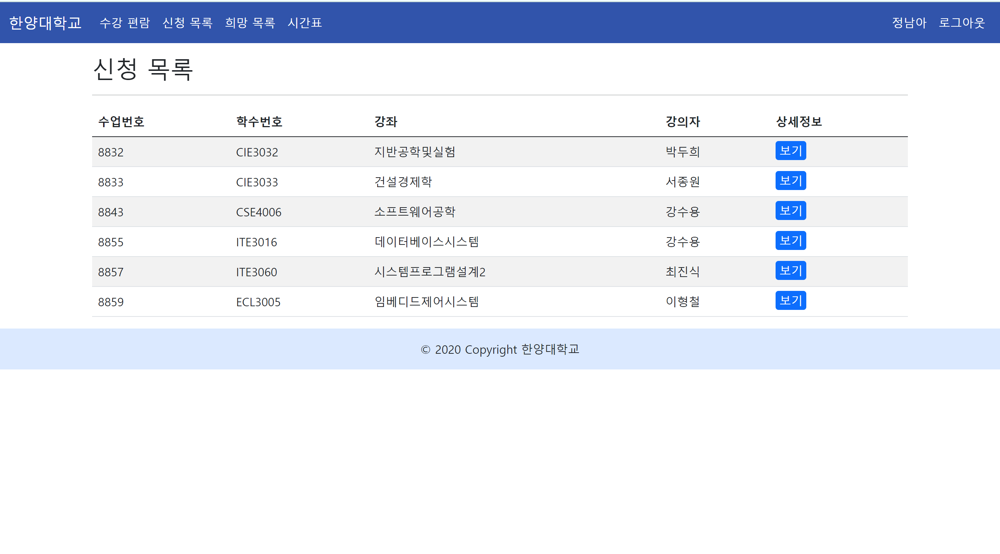 한양대학교 수강 편람 신청 목록 희망 목록 시간표 정남아 로그아웃
신청 목록
수업번호 학수번호 강좌 강의자 상세정보
8832 CIE3032 지반공학및실험 박두희 보기
8833 CIE3033 건설경제학 서종원 보기
8843 CSE4006 소프트웨어공학 강수용 보기
8855 ITE3016 데이터베이스시스템 강수용 보기
8857 ITE3060 시스템프로그램설계2 최진식 보기
8859 ECL3005 임베디드제어시스템 이형철 보기
© 2020 Copyright 한양대학교